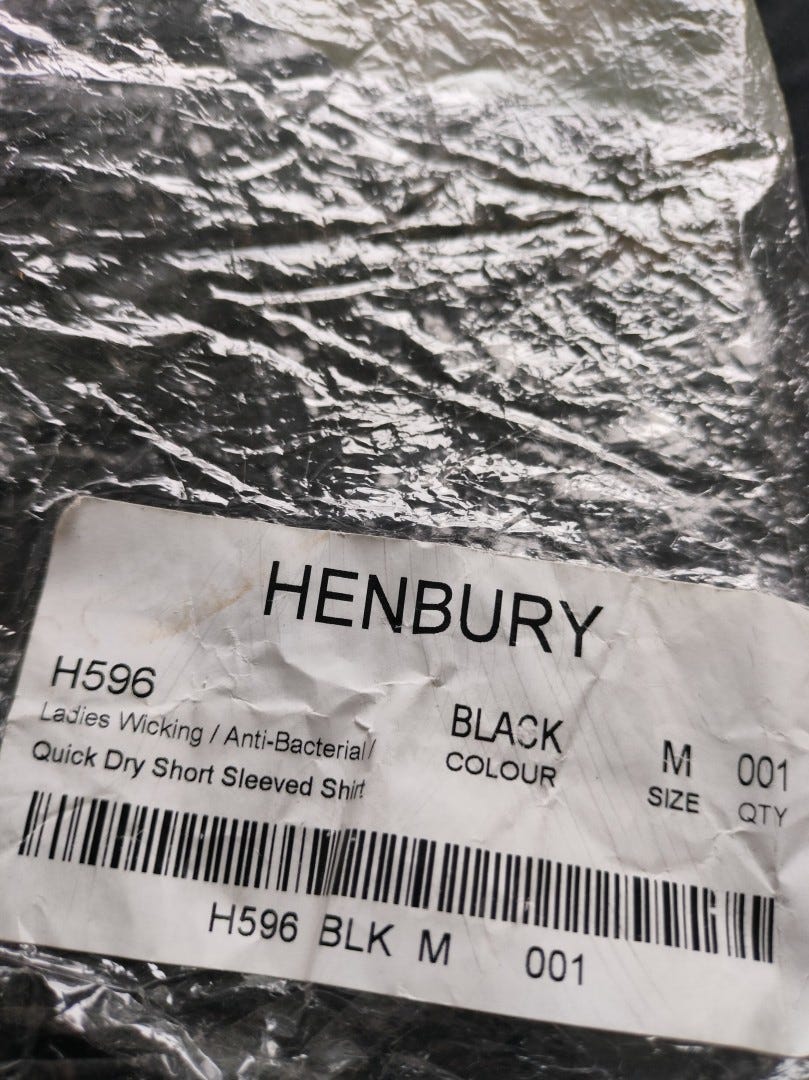 HENBURY
H596
Ladies Wicking / Anti-Bacterial /
Quick Dry Short Sleeved Shirt
BLACK
COLOUR
M
SIZE
001
QTY
H596 BLK M 001